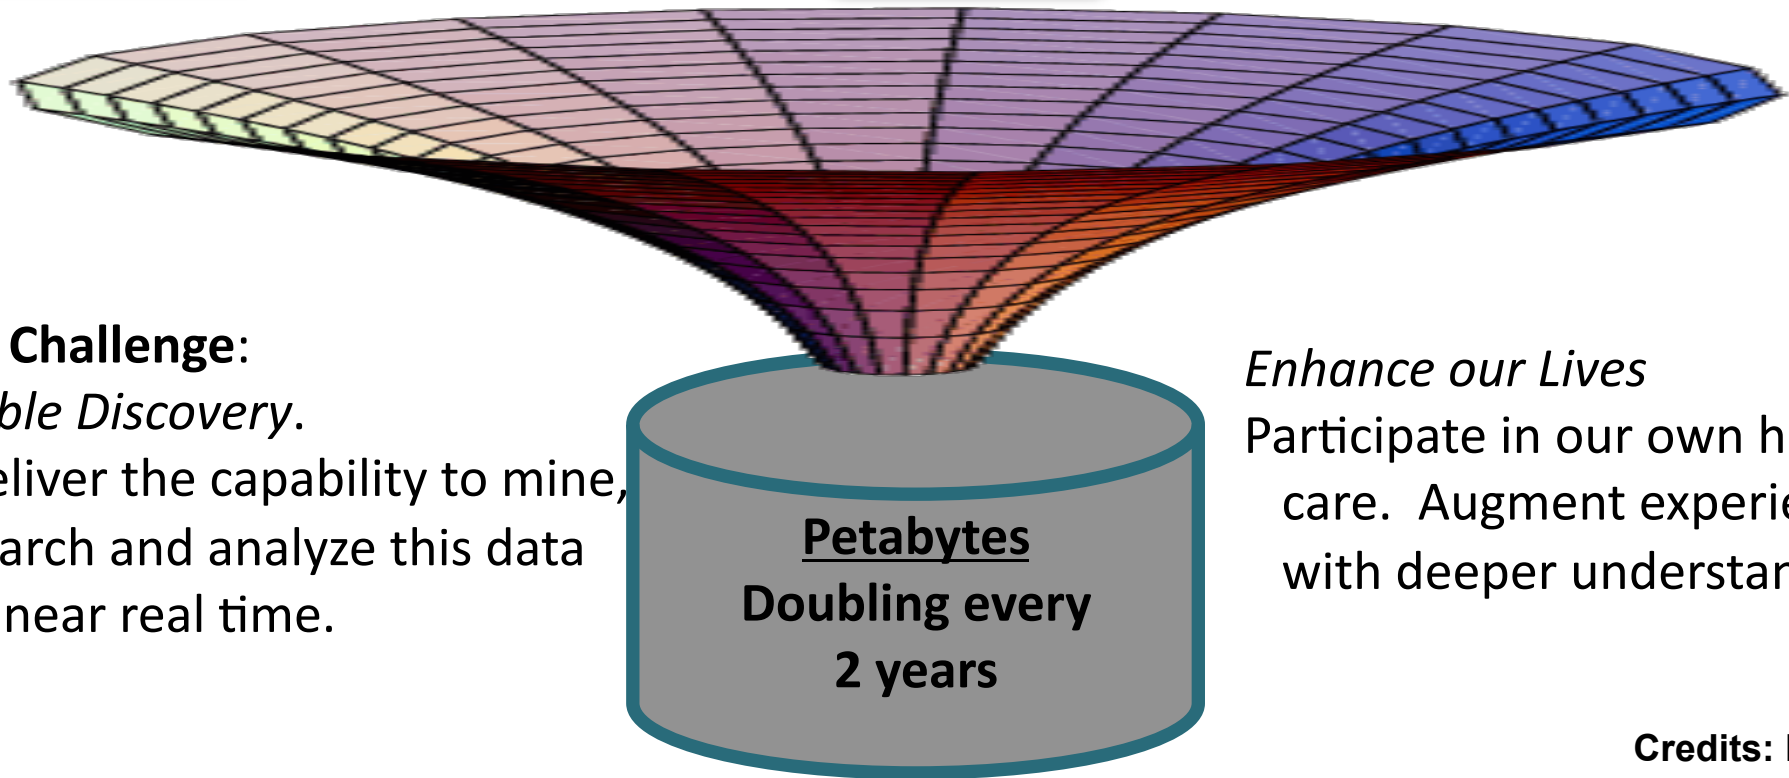 Challenge:
ble Discovery.
eliver the capability to mine,
arch and analyze this data
near real time.
Petabytes
Doubling every
2 years
Enhance our Lives
Participate in our own h
care. Augment experie
with deeper understan
Credits: